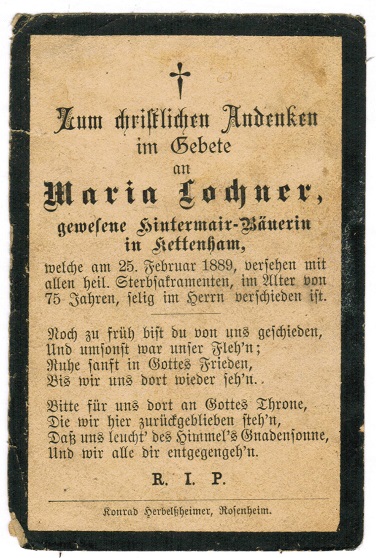 †
Zum christlichen Andenken
im Gebete
an
Maria Lochner,
gewesene Hintermair-Bäuerin
in Kettenham,
welche am 25. Februar 1889, versehen mit
allen heil. Sterbsakramenten, im Alter von
75 Jahren, selig im Herrn verschieden ist.
Noch zu früh bist du von uns geschieden,
Und umsonst war unser Fleh'n;
Ruhe sanft in Gottes Frieden,
Bis wir uns dort wieder seh'n..
Bitte für uns dort an Gottes Throne,
Die wir hier zurückgeblieben steh'n,
Daß uns leucht' des Himmel's Gnadensonne,
Und wir alle dir entgegengeh'n.
R. I. P.
Konrad Herbelßheimer, Rosenheim.